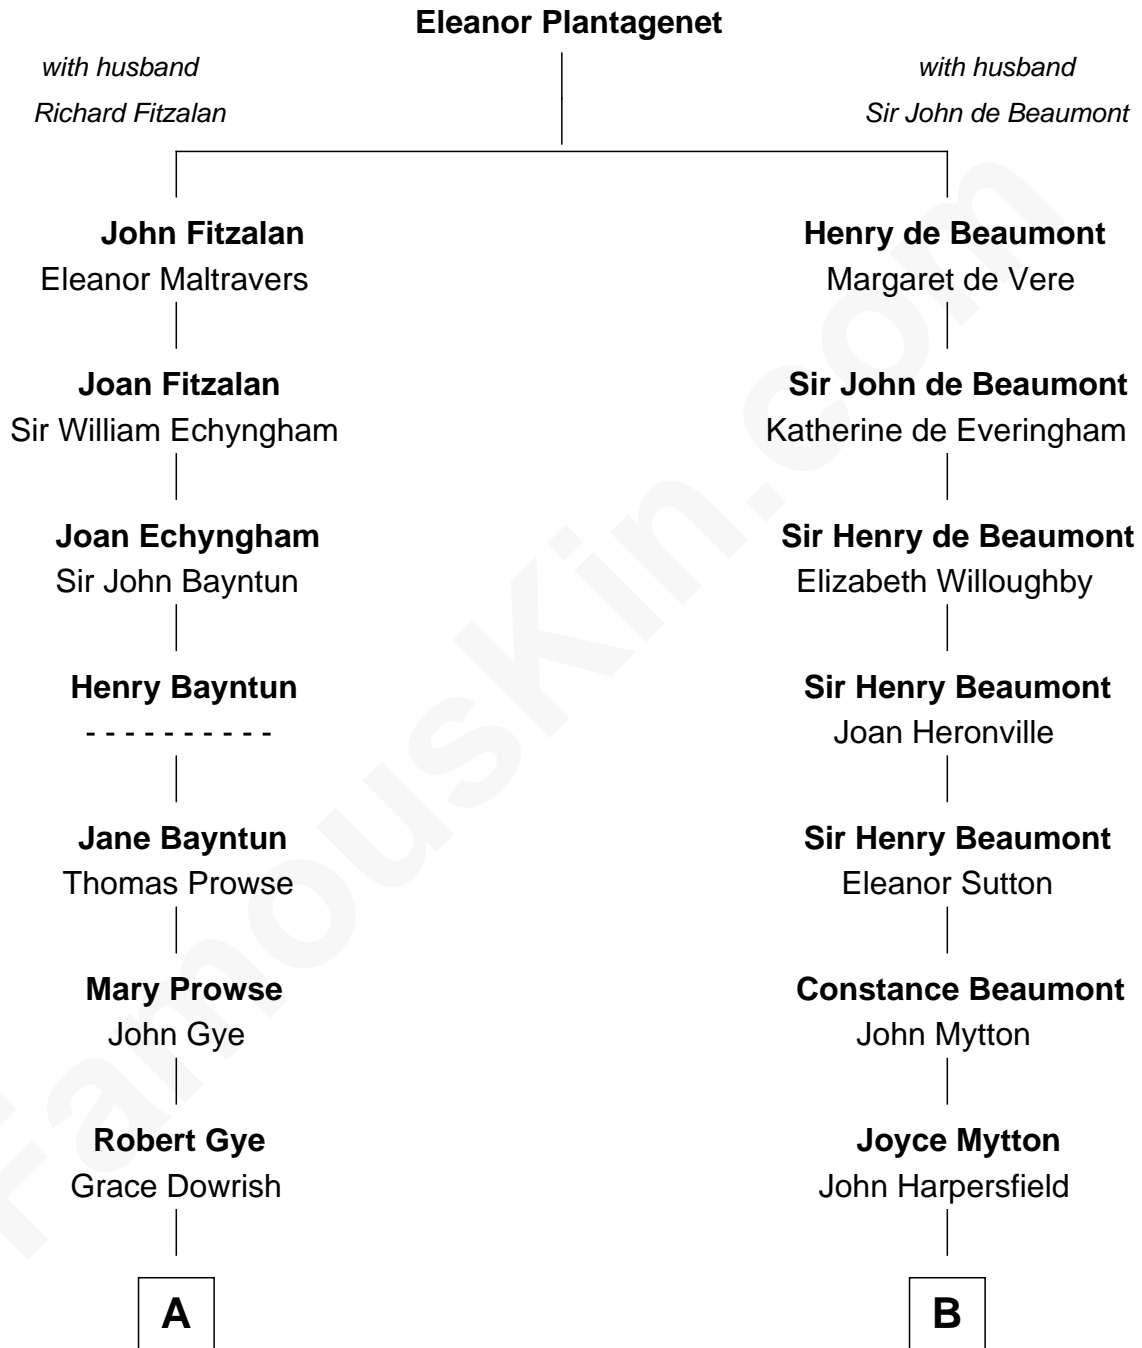 Eleanor Plantagenet
with husband
Richard Fitzalan
with husband
Sir John de Beaumont
John Fitzalan
Eleanor Maltravers
Henry de Beaumont
Margaret de Vere
Joan Fitzalan
Sir William Echyngham
Sir John de Beaumont
Katherine de Everingham
Joan Echyngham
Sir John Bayntun
Sir Henry de Beaumont
Elizabeth Willoughby
Henry Bayntun
- - - - - - - - - -
Sir Henry Beaumont
Joan Heronville
Jane Bayntun
Thomas Prowse
Sir Henry Beaumont
Eleanor Sutton
Mary Prowse
John Gye
Constance Beaumont
John Mytton
Robert Gye
Grace Dowrish
Joyce Mytton
John Harpersfield
A
B
FamousKin.com